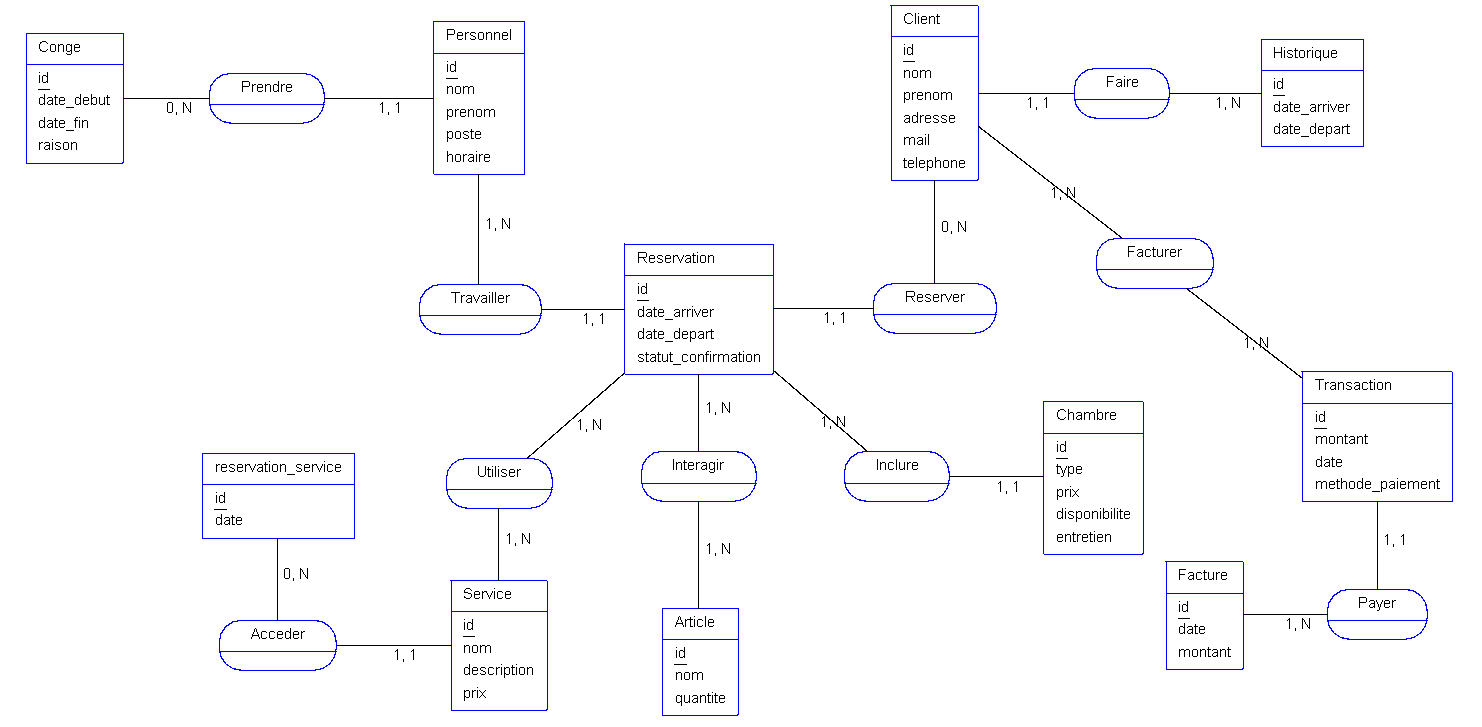 Conge
id
date_debut
date_fin
raison
Prendre
0, N
1, 1
Personnel
id
nom
prenom
poste
horaire
1, N
Travailler
1, 1
Client
id
nom
prenom
adresse
mail
telephone
1, 1
Faire
1, N
Historique
id
date_arriver
date_depart
0, N
Reserver
1, 1
1, N
Facturer
1, N
Reservation
id
date_arriver
date_depart
statut_confirmation
1, N
Utiliser
1, N
1, N
Interagir
1, N
1, N
Inclure
1, 1
Chambre
id
type
prix
disponibilite
entretien
Transaction
id
montant
date
methode_paiement
1, 1
Payer
1, N
Facture
id
date
montant
reservation_service
id
date
0, N
Acceder
1, 1
Service
id
nom
description
prix
Article
id
nom
quantite